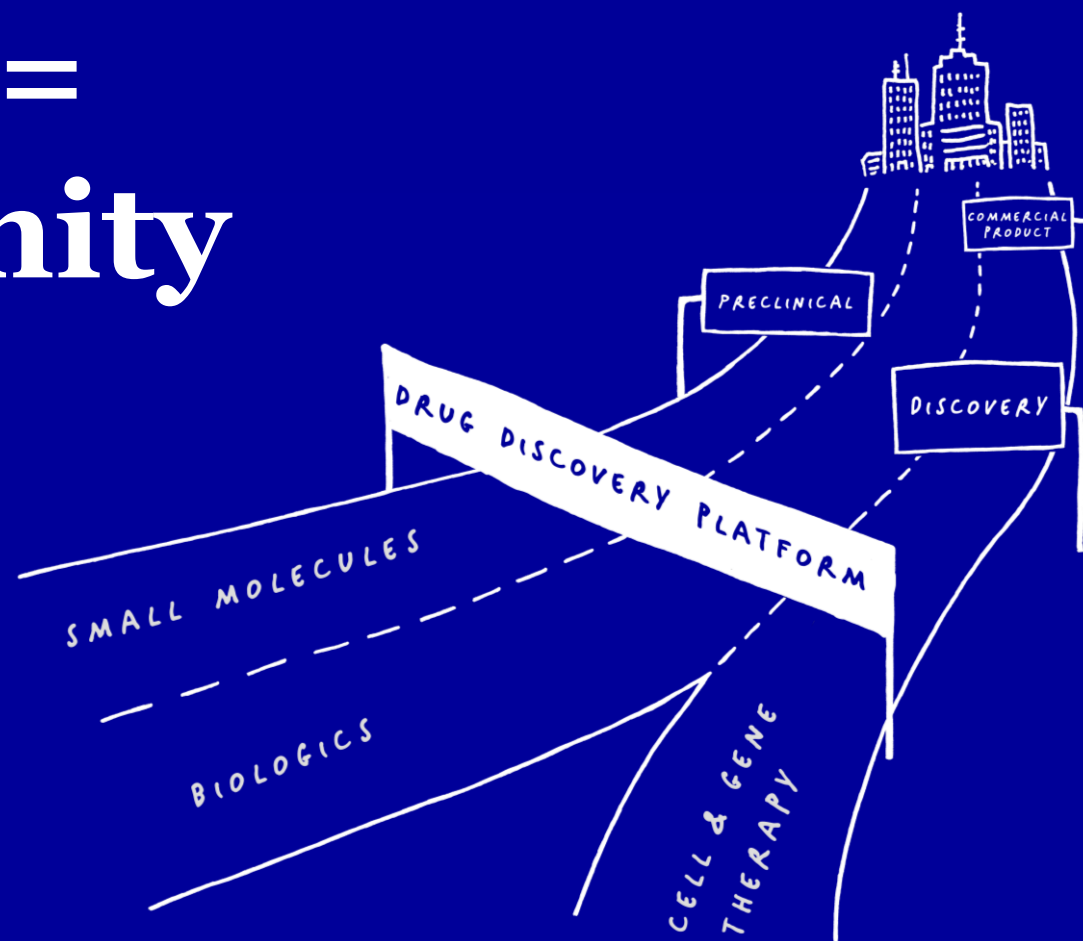 =
nity
COMMERCIAL
PRODUCT
PRECLINICAL
DISCOVERY
DRUG DISCOVERY PLATFORM
SMALL MOLECULES
BIOLOGICS
CELL & GENE
THERAPY